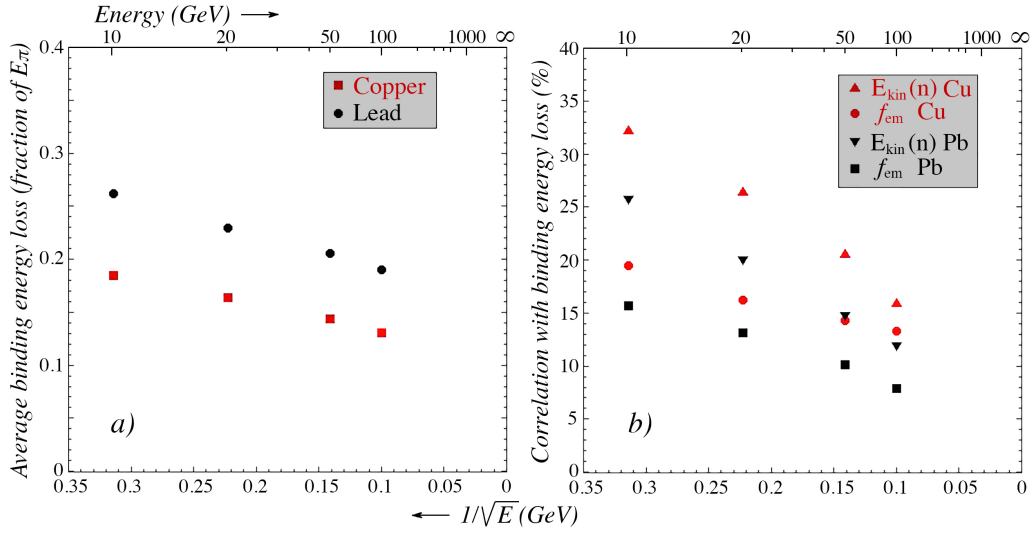 Energy (GeV) →
10 20 50 100 1000 ∞
Average binding energy loss (fraction of Eπ)
0.4
0.3
0.2
0.1
0
Copper
Lead
a)
0.35 0.3 0.25 0.2 0.15 0.1 0.05 0
10 20 50 100 1000 ∞
Correlation with binding energy loss (%)
40
35
30
25
20
15
10
5
0
Ekin(n) Cu
fem Cu
Ekin(n) Pb
fem Pb
b)
0.35 0.3 0.25 0.2 0.15 0.1 0.05 0
← 1/√E (GeV)